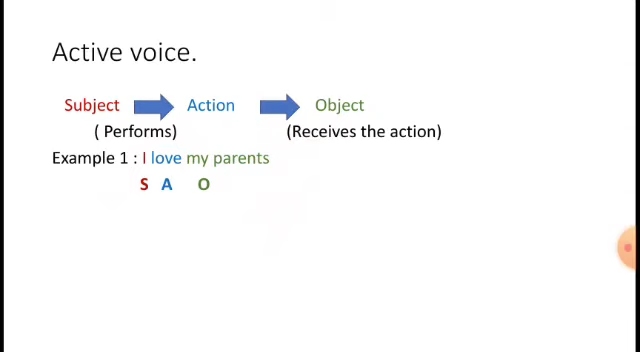 Active voice.
Subject Action Object
( Performs) (Receives the action)
Example 1 : I love my parents
S A O